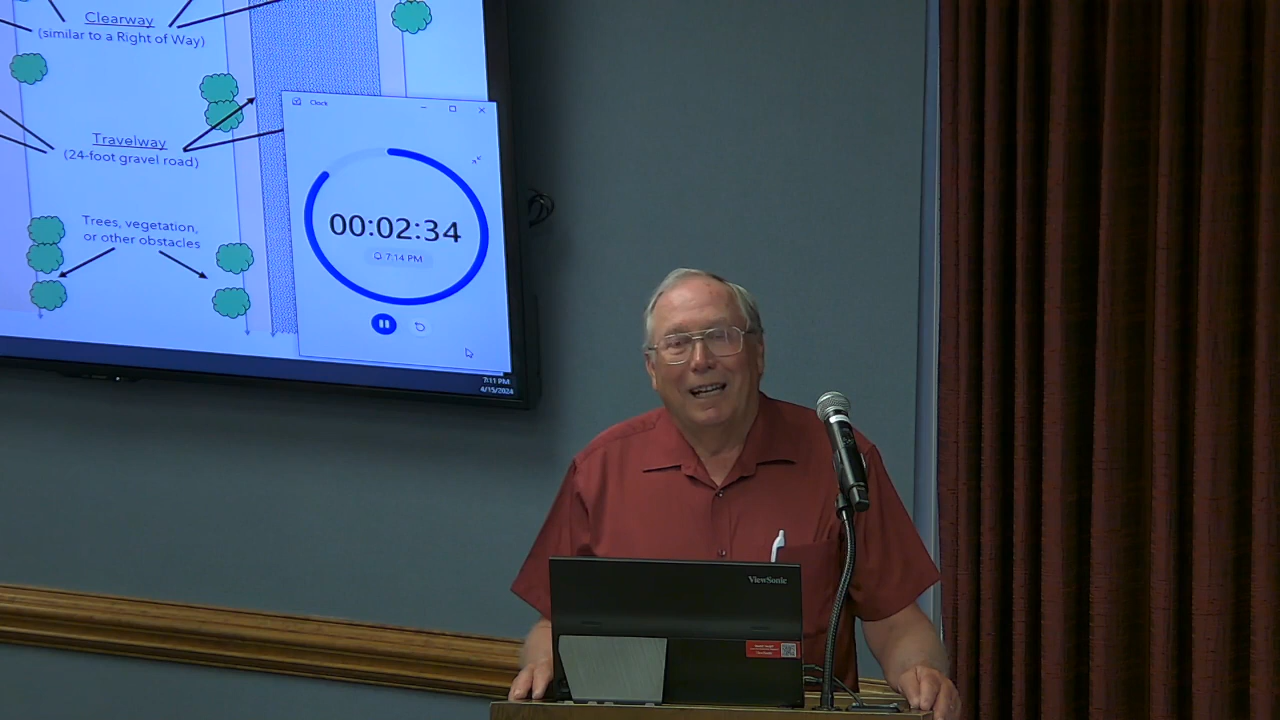 Clearway
(similar to a Right of Way)
Travelway
(24-foot gravel road)
Trees, vegetation,
or other obstacles
Clock
00:02:34
7:14 PM
7:11 PM
4/15/2024
ViewSonic